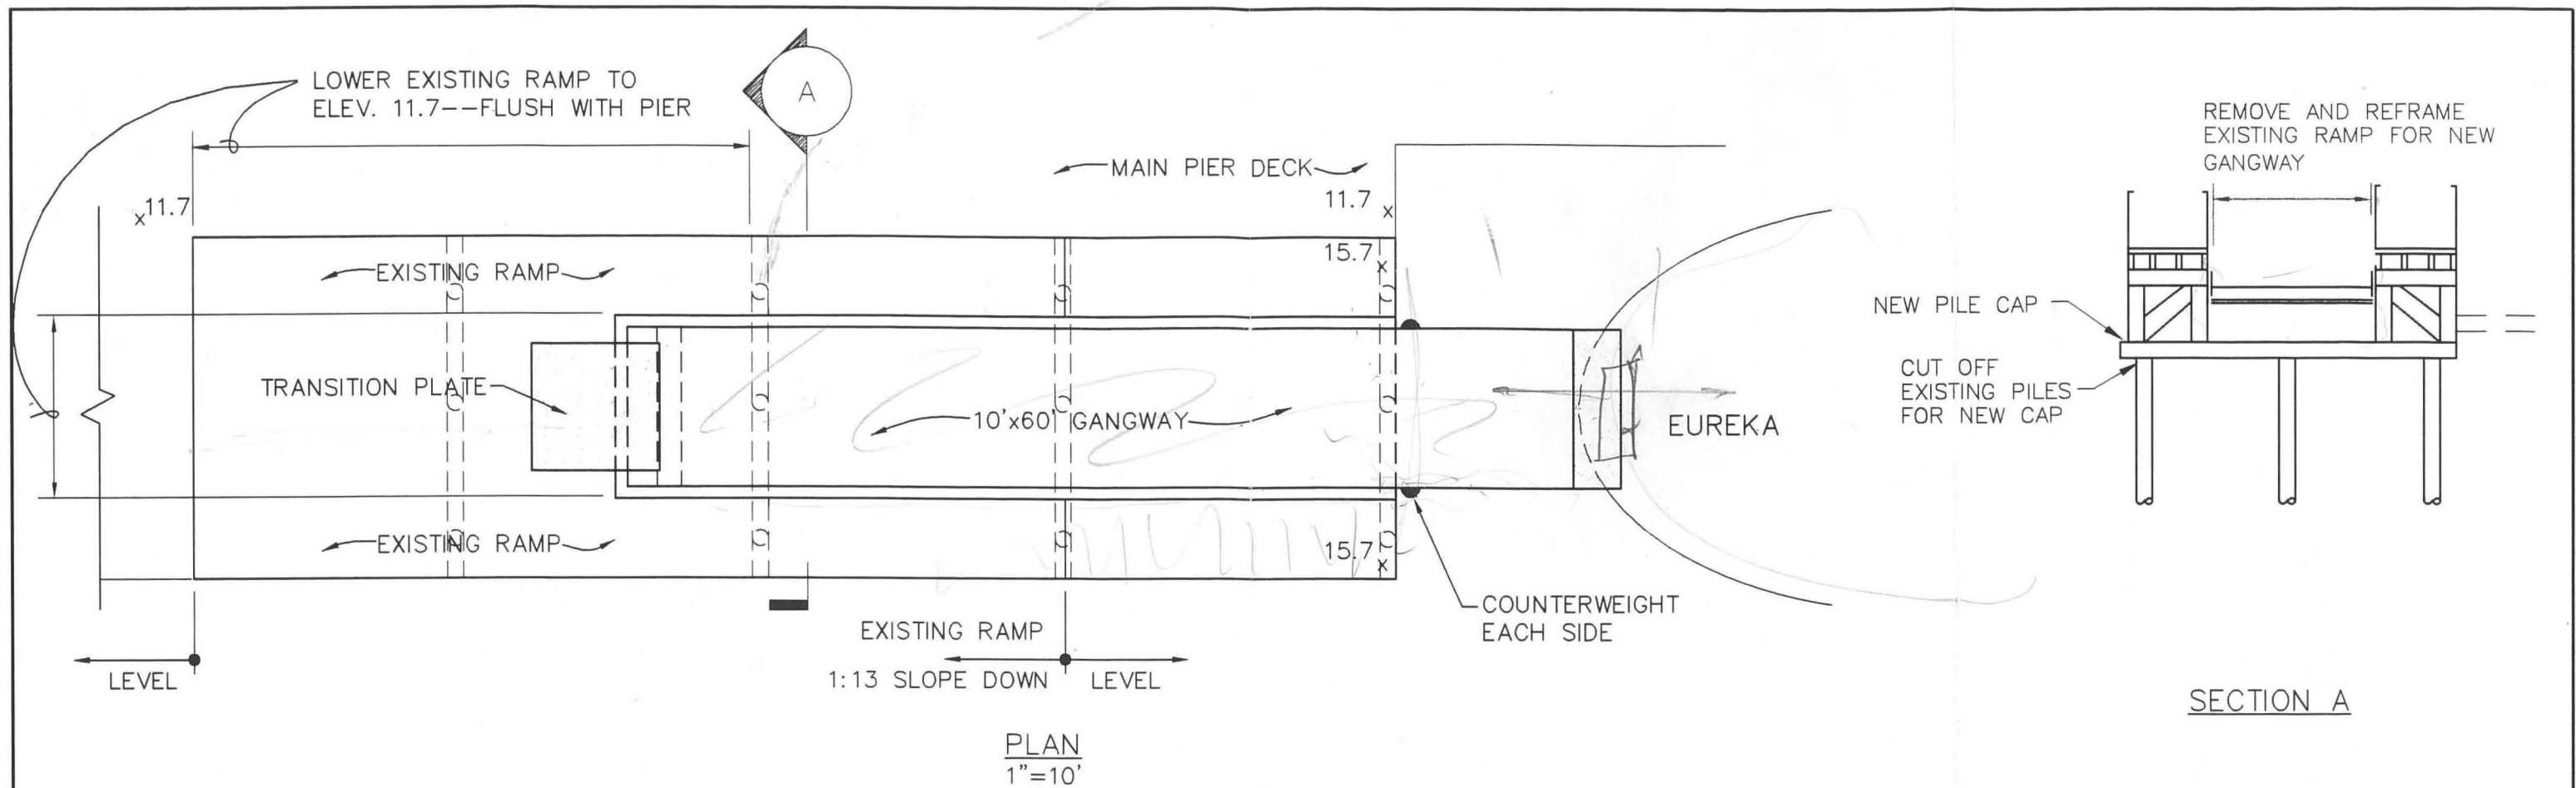 LOWER EXISTING RAMP TO
ELEV. 11.7--FLUSH WITH PIER
A
MAIN PIER DECK
x11.7
11.7 x
15.7 x
EXISTING RAMP
TRANSITION PLATE
10'x60' GANGWAY
EUREKA
EXISTING RAMP
15.7 x
COUNTERWEIGHT
EACH SIDE
EXISTING RAMP
LEVEL
1:13 SLOPE DOWN
LEVEL
PLAN
1"=10'
REMOVE AND REFRAME
EXISTING RAMP FOR NEW
GANGWAY
NEW PILE CAP
CUT OFF
EXISTING PILES
FOR NEW CAP
SECTION A